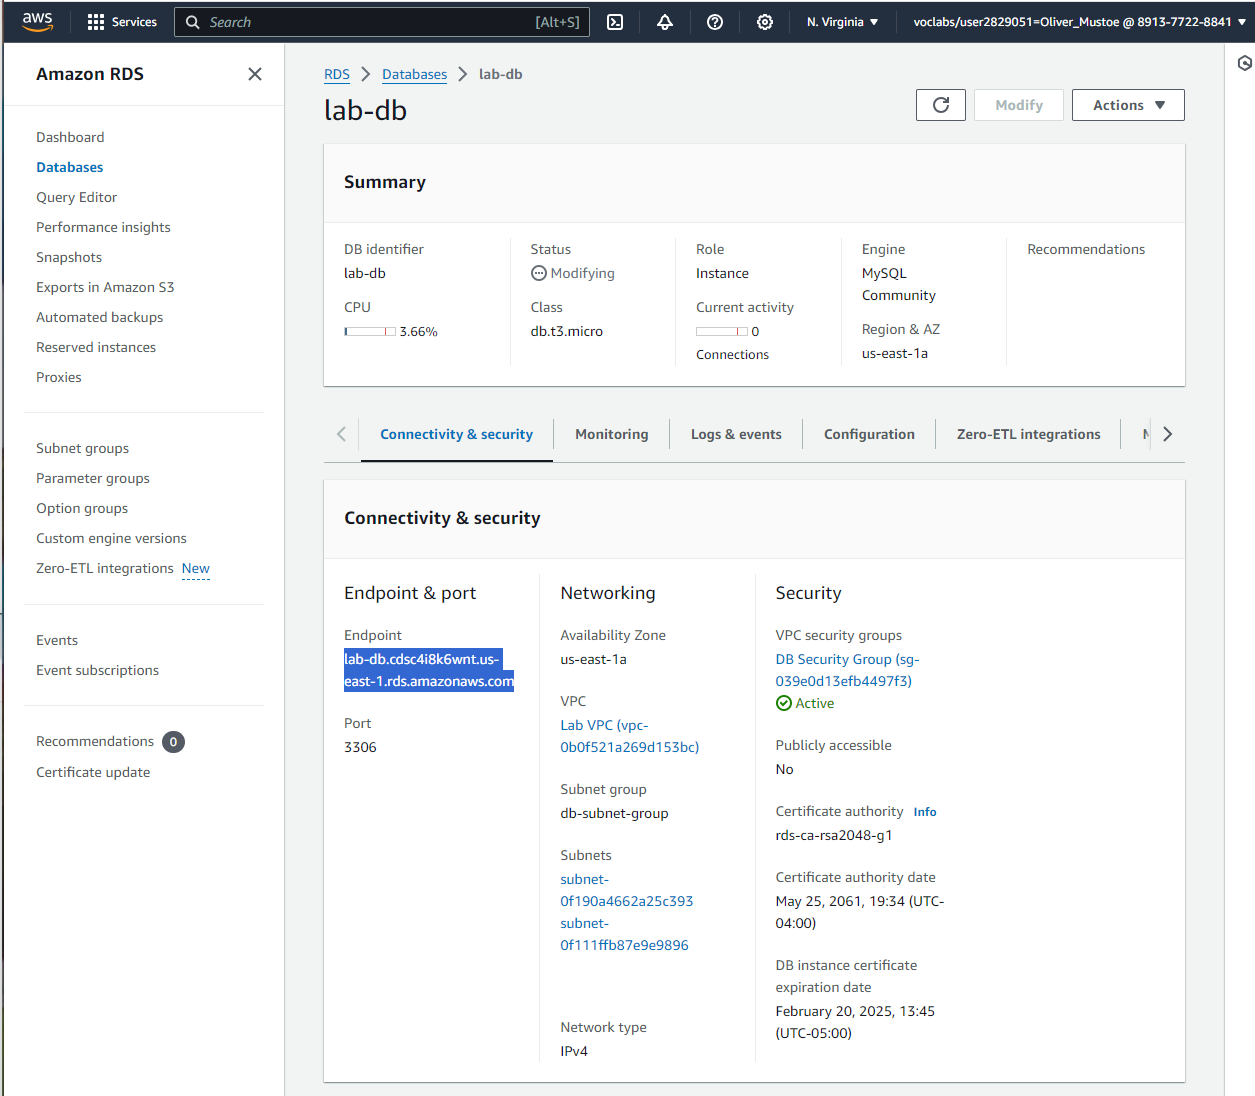 aws
Services
Search
[Alt+S]
N. Virginia
voclabs/user2829051=Oliver_Mustoe @ 8913-7722-8841
Amazon RDS
Dashboard
Databases
Query Editor
Performance insights
Snapshots
Exports in Amazon S3
Automated backups
Reserved instances
Proxies
Subnet groups
Parameter groups
Option groups
Custom engine versions
Zero-ETL integrations New
Events
Event subscriptions
Recommendations 0
Certificate update
RDS
Databases
lab-db
lab-db
Modify
Actions
Summary
DB identifier
lab-db
CPU
3.66%
Status
Modifying
Class
db.t3.micro
Role
Instance
Current activity
0
Connections
Engine
MySQL
Community
Region & AZ
us-east-1a
Recommendations
Connectivity & security
Monitoring
Logs & events
Configuration
Zero-ETL integrations
Connectivity & security
Endpoint & port
Endpoint
lab-db.cdsc4i8k6wnt.us-
east-1.rds.amazonaws.com
Port
3306
Networking
Availability Zone
us-east-1a
VPC
Lab VPC (vpc-
0b0f521a269d153bc)
Subnet group
db-subnet-group
Subnets
subnet-
0f190a4662a25c393
subnet-
0f111ffb87e9e9896
Network type
IPv4
Security
VPC security groups
DB Security Group (sg-
039e0d13efb4497f3)
Active
Publicly accessible
No
Certificate authority Info
rds-ca-rsa2048-g1
Certificate authority date
May 25, 2061, 19:34 (UTC-
04:00)
DB instance certificate
expiration date
February 20, 2025, 13:45
(UTC-05:00)